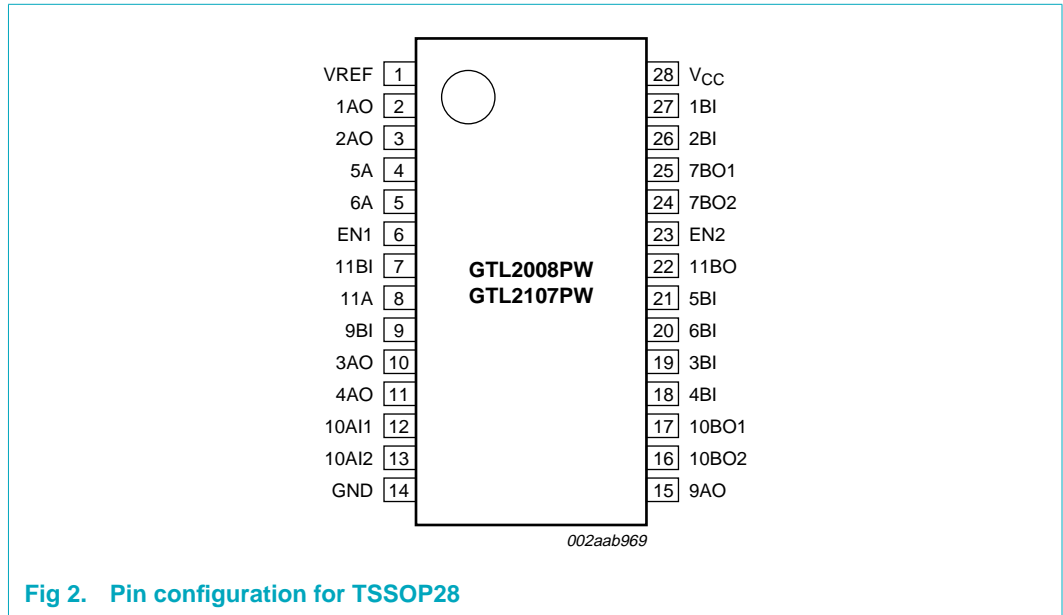 VREF 1 28 VCC
1AO 2 27 1BI
2AO 3 26 2BI
5A 4 25 7BO1
6A 5 24 7BO2
EN1 6 23 EN2
11BI 7 22 11BO
11A 8 21 5BI
9BI 9 20 6BI
3AO 10 19 3BI
4AO 11 18 4BI
10AI1 12 17 10BO1
10AI2 13 16 10BO2
GND 14 15 9AO
GTL2008PW
GTL2107PW
002aab969
Fig 2. Pin configuration for TSSOP28